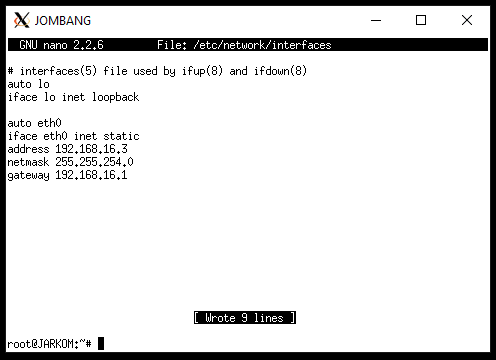 JOMBANG
GNU nano 2.2.6 File: /etc/network/interfaces
# interfaces(5) file used by ifup(8) and ifdown(8)
auto lo
iface lo inet loopback
auto eth0
iface eth0 inet static
address 192.168.16.3
netmask 255.255.254.0
gateway 192.168.16.1
[ Wrote 9 lines ]
root@JARKOM:~#